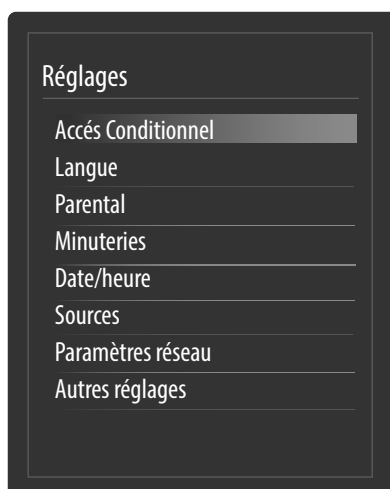 Réglages
Accés Conditionnel
Langue
Parental
Minuteries
Date/heure
Sources
Paramètres réseau
Autres réglages